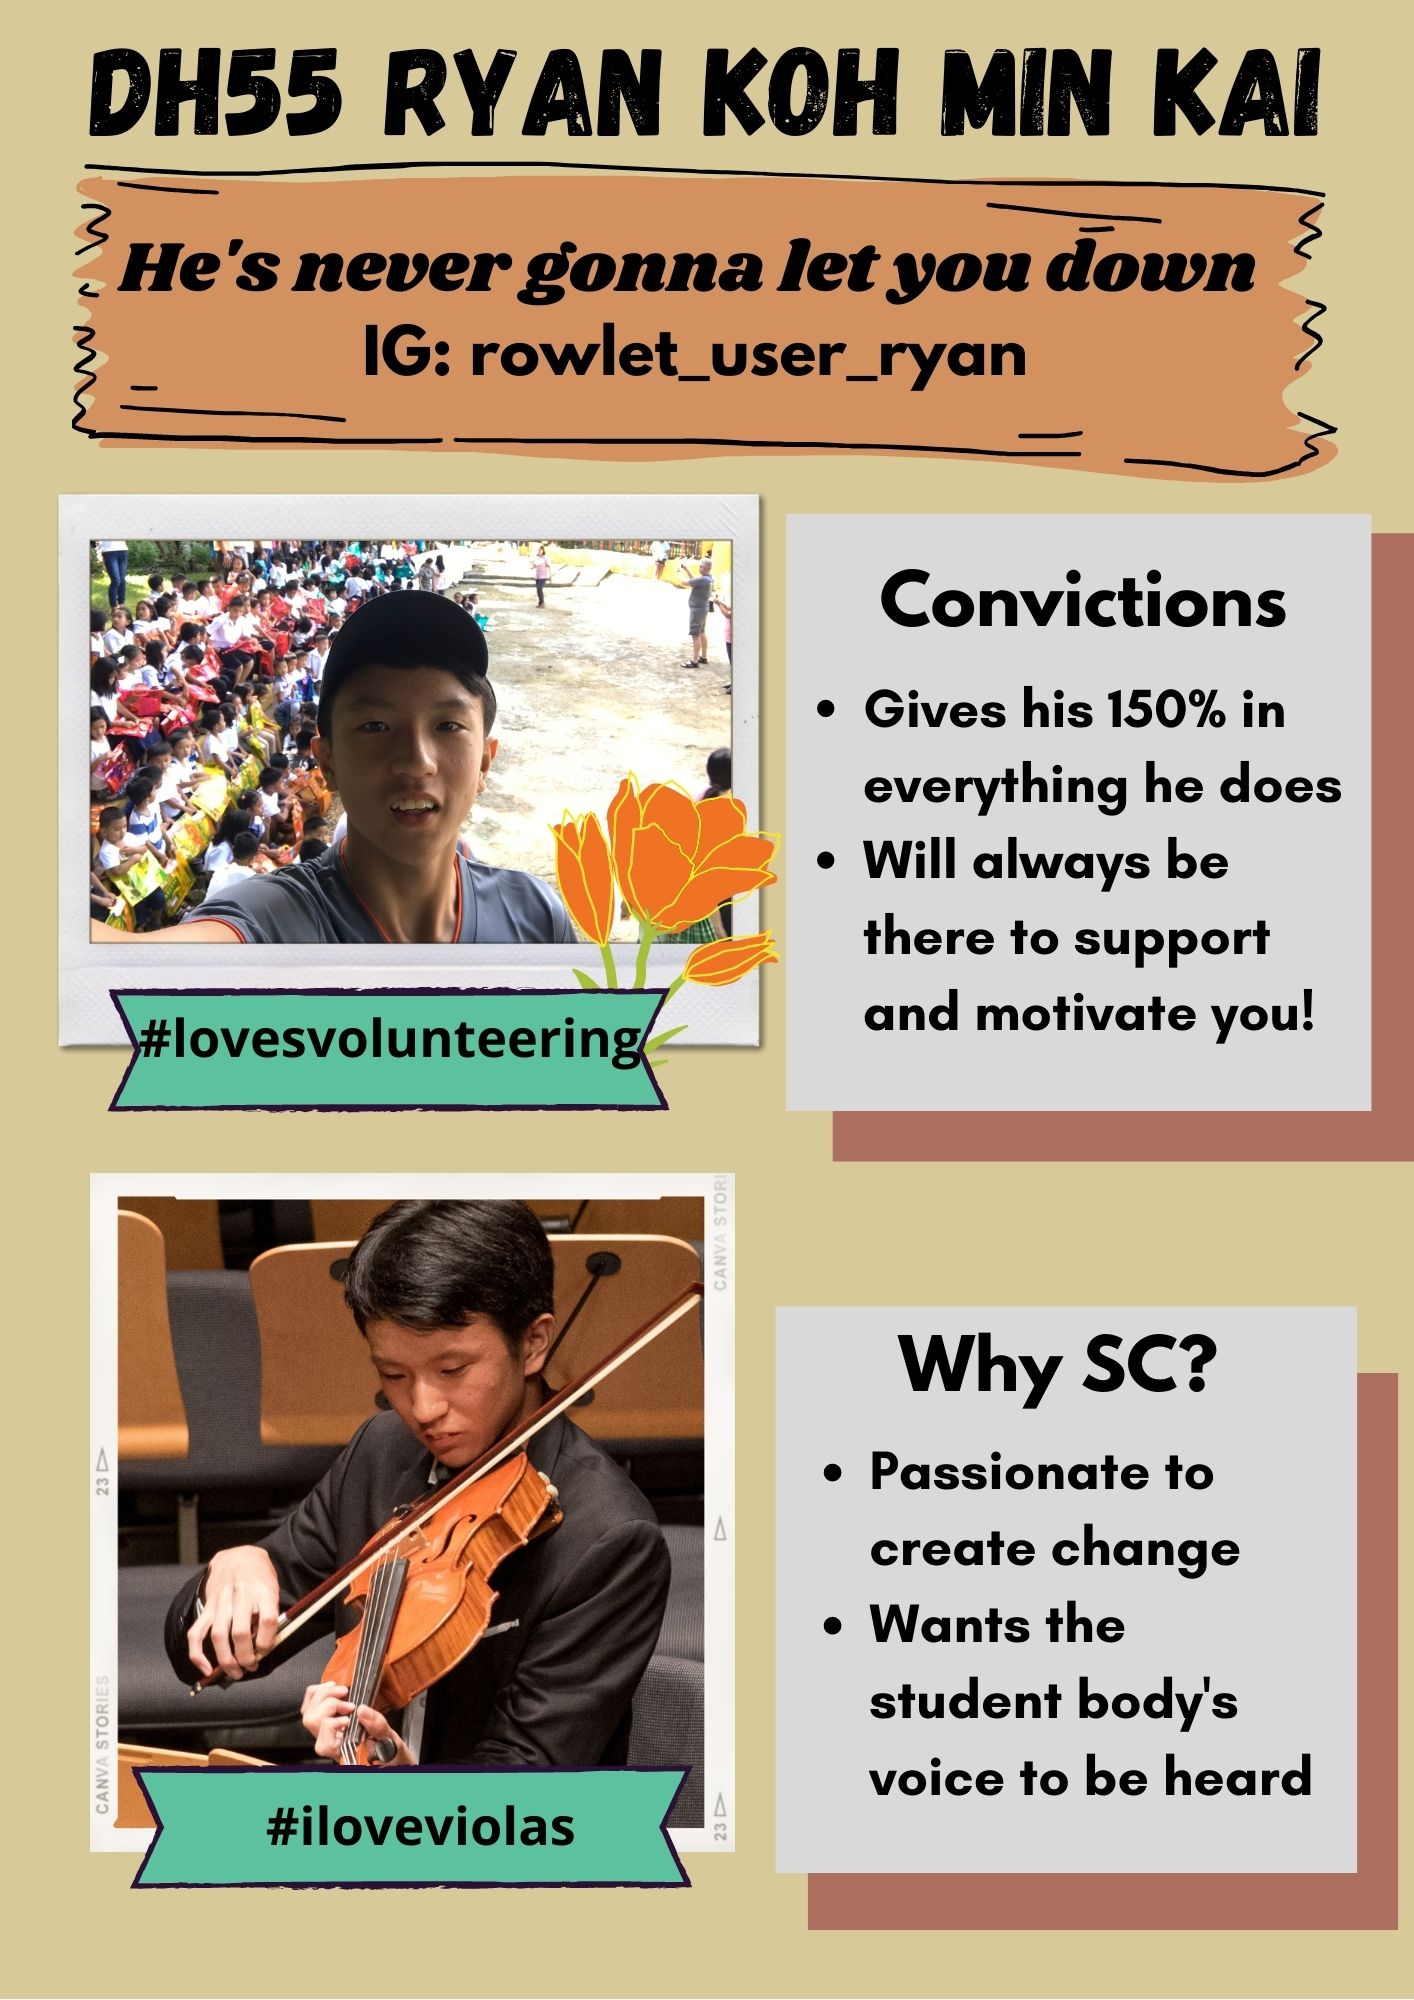 DH55 RYAN KOH MIN KAI
He's never gonna let you down
IG: rowlet_user_ryan
#lovesvolunteering
Convictions
Gives his 150% in
everything he does
Will always be
there to support
and motivate you!
CANVA STORIES
23
CANVA STORIES
23
#iloveviolas
Why SC?
Passionate to
create change
Wants the
student body's
voice to be heard